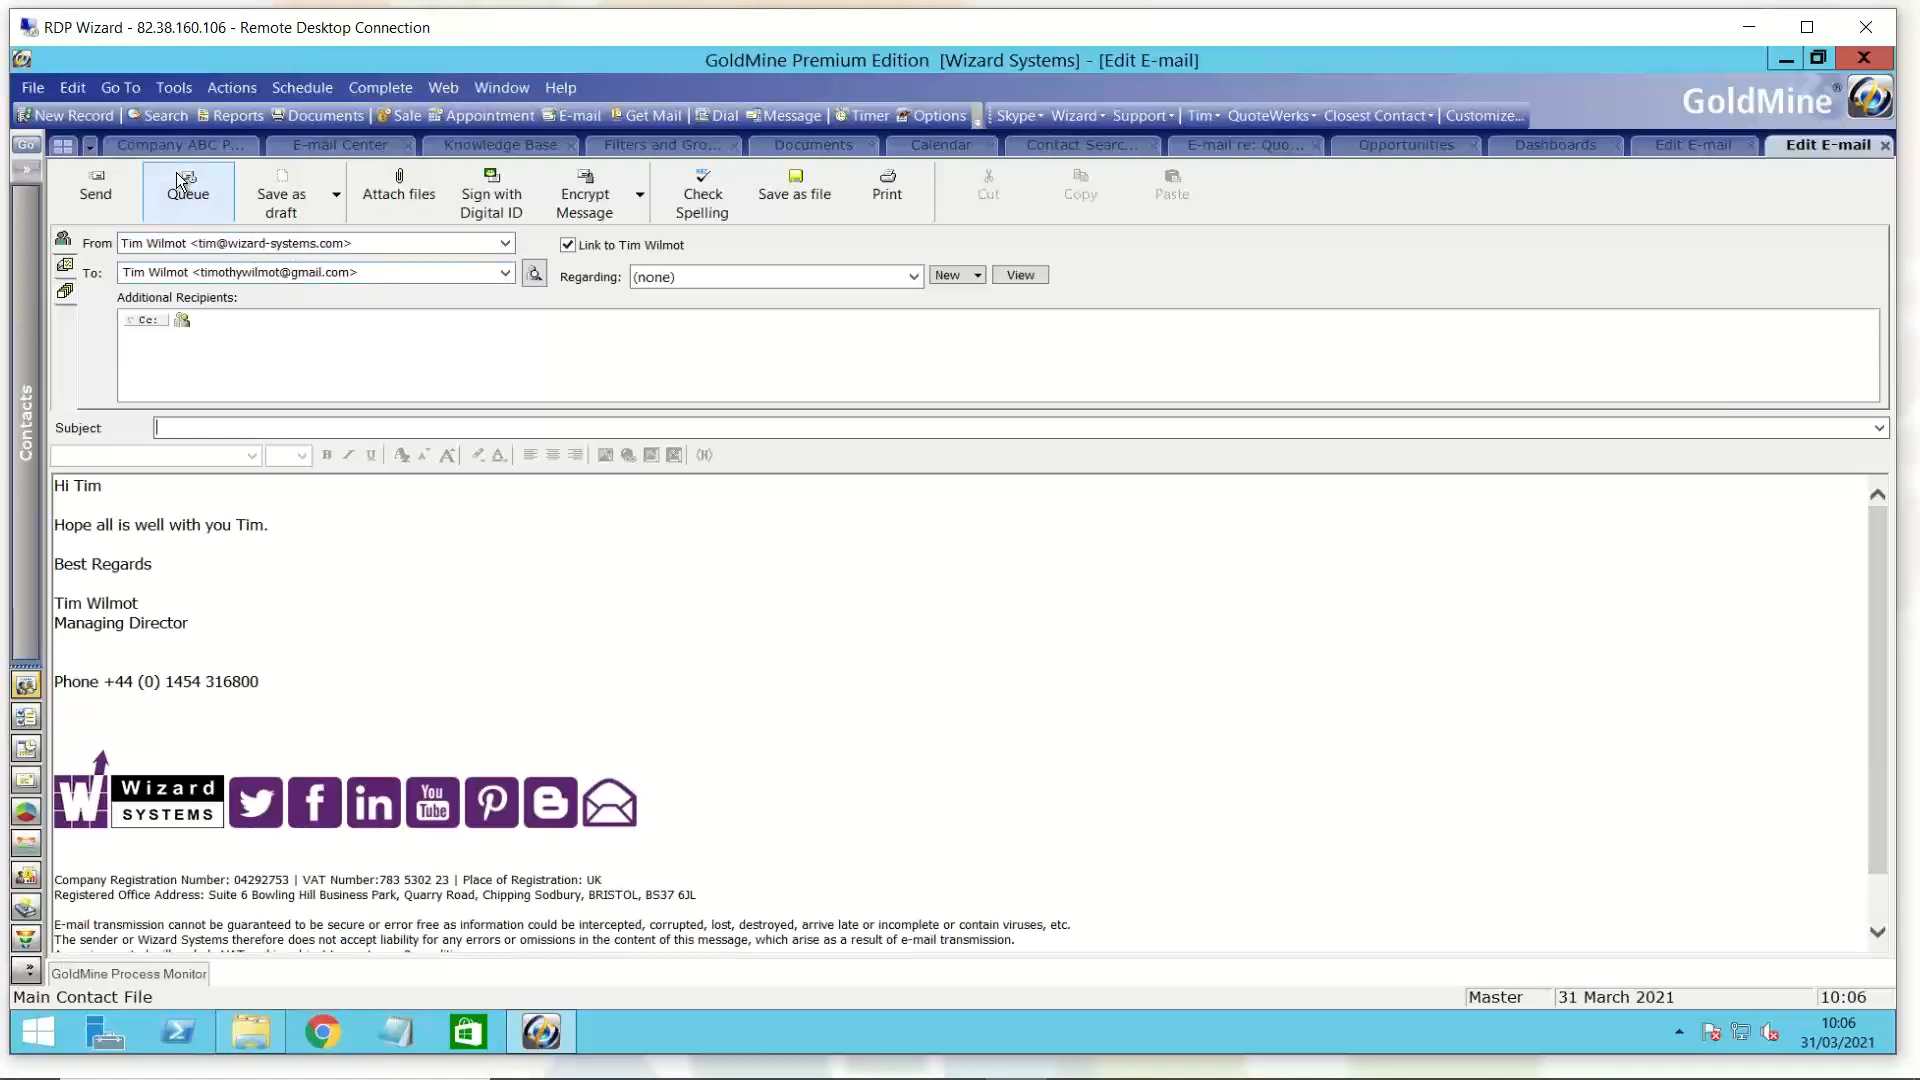 RDP Wizard - 82.38.160.106 - Remote Desktop Connection
GoldMine Premium Edition [Wizard Systems] - [Edit E-mail]
File Edit Go To Tools Actions Schedule Complete Web Window Help
GoldMine®
New Record Search Reports Documents Sale Appointment E-mail Get Mail Dial Message Timer Options Skype Wizard Support Tim QuoteWerks Closest Contact Customize...
Go Company ABC P... E-mail Center Knowledge Base Filters and Gro... Documents Calendar Contact Searc... E-mail re: Quo... Opportunities Dashboards Edit E-mail Edit E-mail
Send Queue Save as draft Attach files Sign with Digital ID Encrypt Message Check Spelling Save as file Print Cut Copy Paste
From Tim Wilmot <tim@wizard-systems.com> Link to Tim Wilmot
To: Tim Wilmot <timothywilmot@gmail.com> Regarding: (none) New View
Additional Recipients:
Cc:
Contacts
Subject
B I U
Hi Tim
Hope all is well with you Tim.
Best Regards
Tim Wilmot
Managing Director
Phone +44 (0) 1454 316800
W Wizard
SYSTEMS
f in You Tube
Company Registration Number: 04292753 | VAT Number:783 5302 23 | Place of Registration: UK
Registered Office Address: Suite 6 Bowling Hill Business Park, Quarry Road, Chipping Sodbury, BRISTOL, BS37 6JL
E-mail transmission cannot be guaranteed to be secure or error free as information could be intercepted, corrupted, lost, destroyed, arrive late or incomplete or contain viruses, etc.
The sender or Wizard Systems therefore does not accept liability for any errors or omissions in the content of this message, which arise as a result of e-mail transmission.
GoldMine Process Monitor
Main Contact File Master 31 March 2021 10:06
10:06
31/03/2021